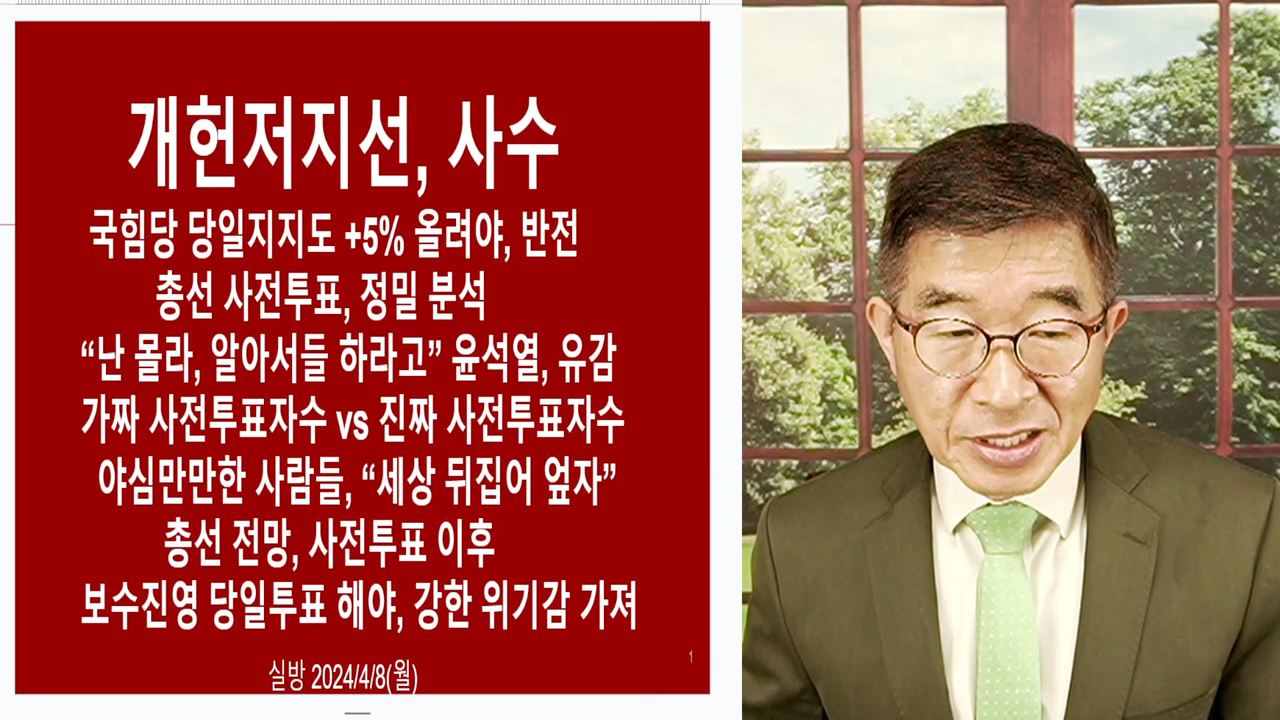 개헌저지선, 사수
국힘당 당일지지도 +5% 올려야, 반전
총선 사전투표, 정밀 분석
“난 몰라, 알아서들 하라고” 윤석열, 유감
가짜 사전투표자수 vs 진짜 사전투표자수
야심만만한 사람들, “세상 뒤집어 엎자”
총선 전망, 사전투표 이후
보수진영 당일투표 해야, 강한 위기감 가져
1
실방 2024/4/8(월)